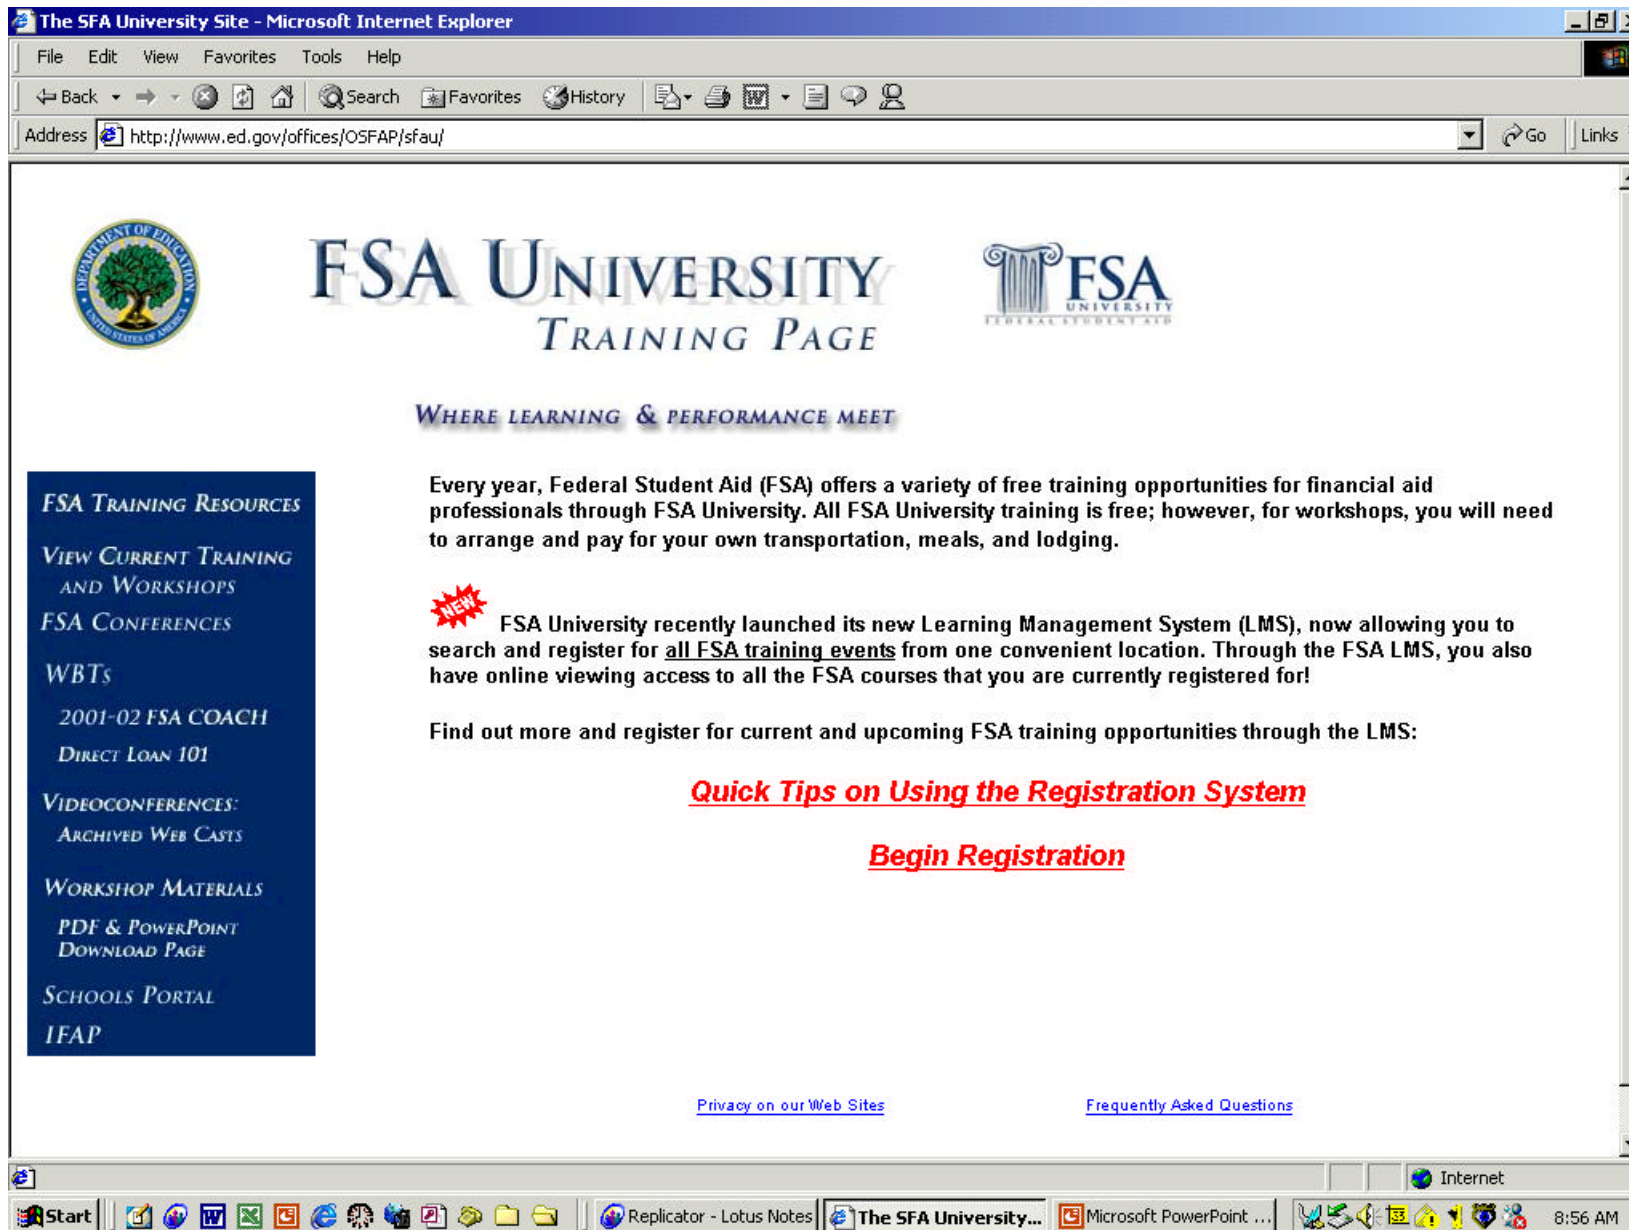 The SFA University Site - Microsoft Internet Explorer
File Edit View Favorites Tools Help
Back Search Favorites History
Address http://www.ed.gov/offices/OSFAP/sfau/ Go Links
DEPARTMENT OF EDUCATION
UNITED STATES OF AMERICA
FSA UNIVERSITY
TRAINING PAGE
FSA
UNIVERSITY
FEDERAL STUDENT AID
WHERE LEARNING & PERFORMANCE MEET
FSA TRAINING RESOURCES
VIEW CURRENT TRAINING
AND WORKSHOPS
FSA CONFERENCES
WBTs
2001-02 FSA COACH
DIRECT LOAN 101
VIDEOCONFERENCES:
ARCHIVED WEB CASTS
WORKSHOP MATERIALS
PDF & POWERPOINT
DOWNLOAD PAGE
SCHOOLS PORTAL
IFAP
Every year, Federal Student Aid (FSA) offers a variety of free training opportunities for financial aid
professionals through FSA University. All FSA University training is free; however, for workshops, you will need
to arrange and pay for your own transportation, meals, and lodging.
NEW FSA University recently launched its new Learning Management System (LMS), now allowing you to
search and register for all FSA training events from one convenient location. Through the FSA LMS, you also
have online viewing access to all the FSA courses that you are currently registered for!
Find out more and register for current and upcoming FSA training opportunities through the LMS:
Quick Tips on Using the Registration System
Begin Registration
Privacy on our Web Sites Frequently Asked Questions
Internet
Start Replicator - Lotus Notes The SFA University... Microsoft PowerPoint ... 8:56 AM